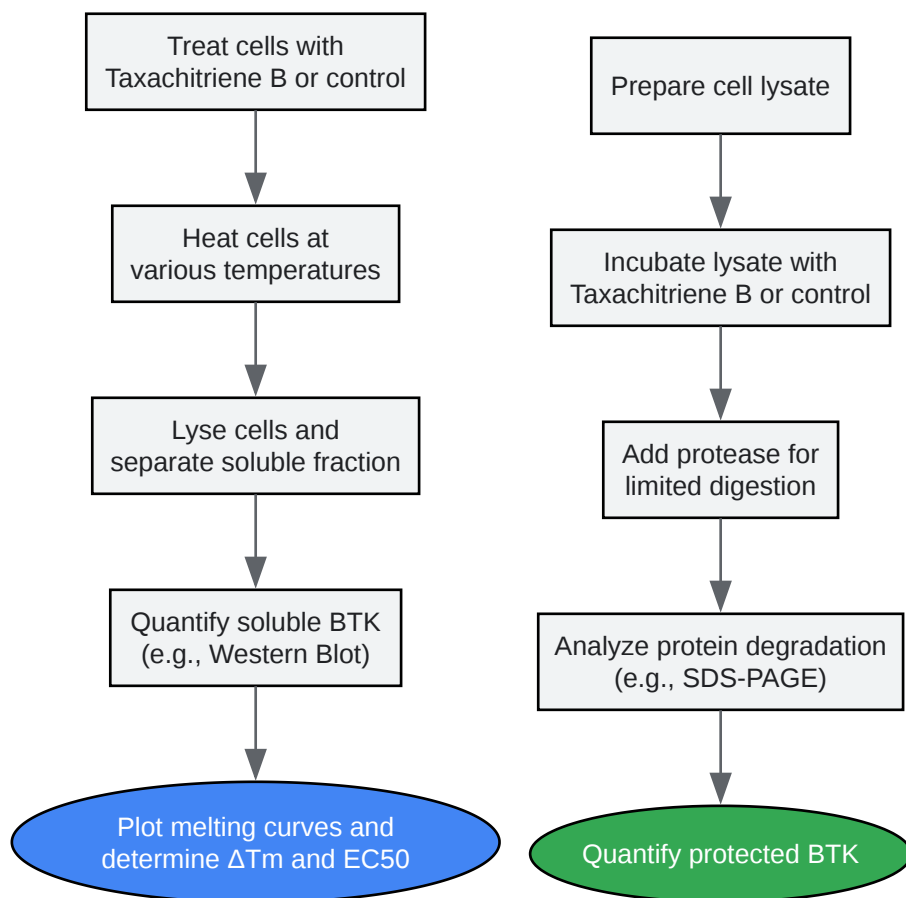 Treat cells with
Taxachitriene B or control
Heat cells at
various temperatures
Lyse cells and
separate soluble fraction
Quantify soluble BTK
(e.g., Western Blot)
Plot melting curves and
determine ΔTm and EC50
Prepare cell lysate
Incubate lysate with
Taxachitriene B or control
Add protease for
limited digestion
Analyze protein degradation
(e.g., SDS-PAGE)
Quantify protected BTK